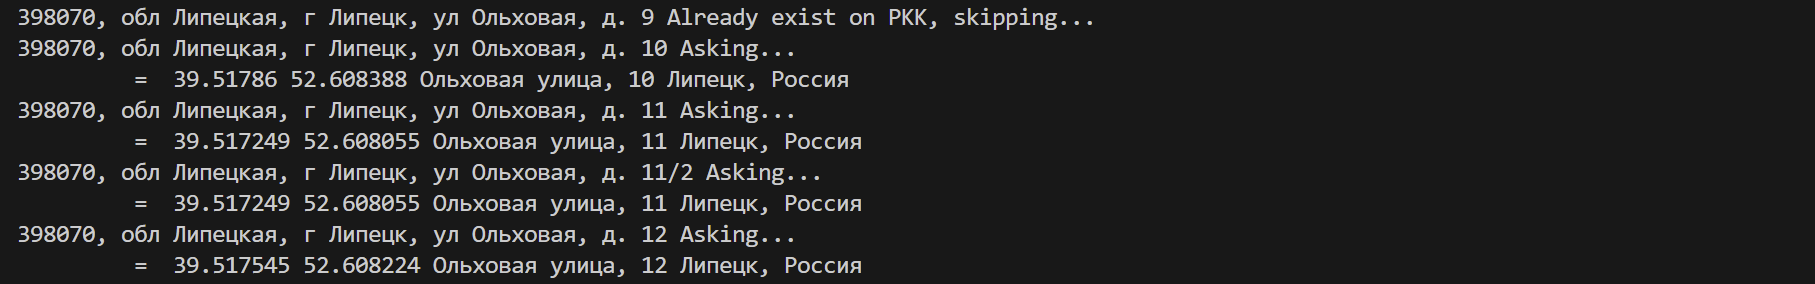 398070, обл Липецкая, г Липецк, ул Ольховая, д. 9 Already exist on РКК, skipping...
398070, обл Липецкая, г Липецк, ул Ольховая, д. 10 Asking...
= 39.51786 52.608388 Ольховая улица, 10 Липецк, Россия
398070, обл Липецкая, г Липецк, ул Ольховая, д. 11 Asking...
= 39.517249 52.608055 Ольховая улица, 11 Липецк, Россия
398070, обл Липецкая, г Липецк, ул Ольховая, д. 11/2 Asking...
= 39.517249 52.608055 Ольховая улица, 11 Липецк, Россия
398070, обл Липецкая, г Липецк, ул Ольховая, д. 12 Asking...
= 39.517545 52.608224 Ольховая улица, 12 Липецк, Россия